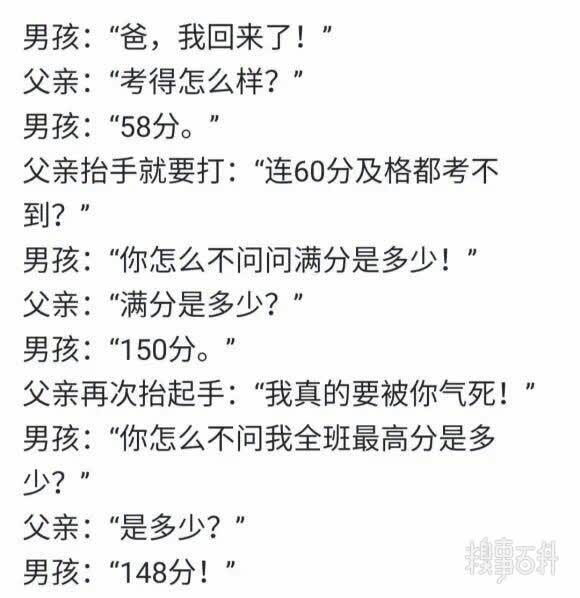 男孩：“爸，我回来了！”
父亲：“考得怎么样？”
男孩：“58分。”
父亲抬手就要打：“连60分及格都考不
到？”
男孩：“你怎么不问问满分是多少！”
父亲：“满分是多少？”
男孩：“150分。”
父亲再次抬起手：“我真的要被你气死！”
男孩：“你怎么不问我全班最高分是多
少？”
父亲：“是多少？”
男孩：“148分！”
糗事百科